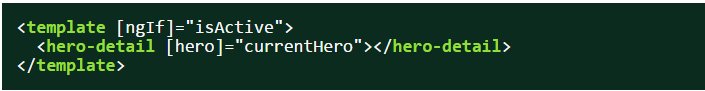 <template [ngIf]="isActive">
  <hero-detail [hero]="currentHero"></hero-detail>
</template>